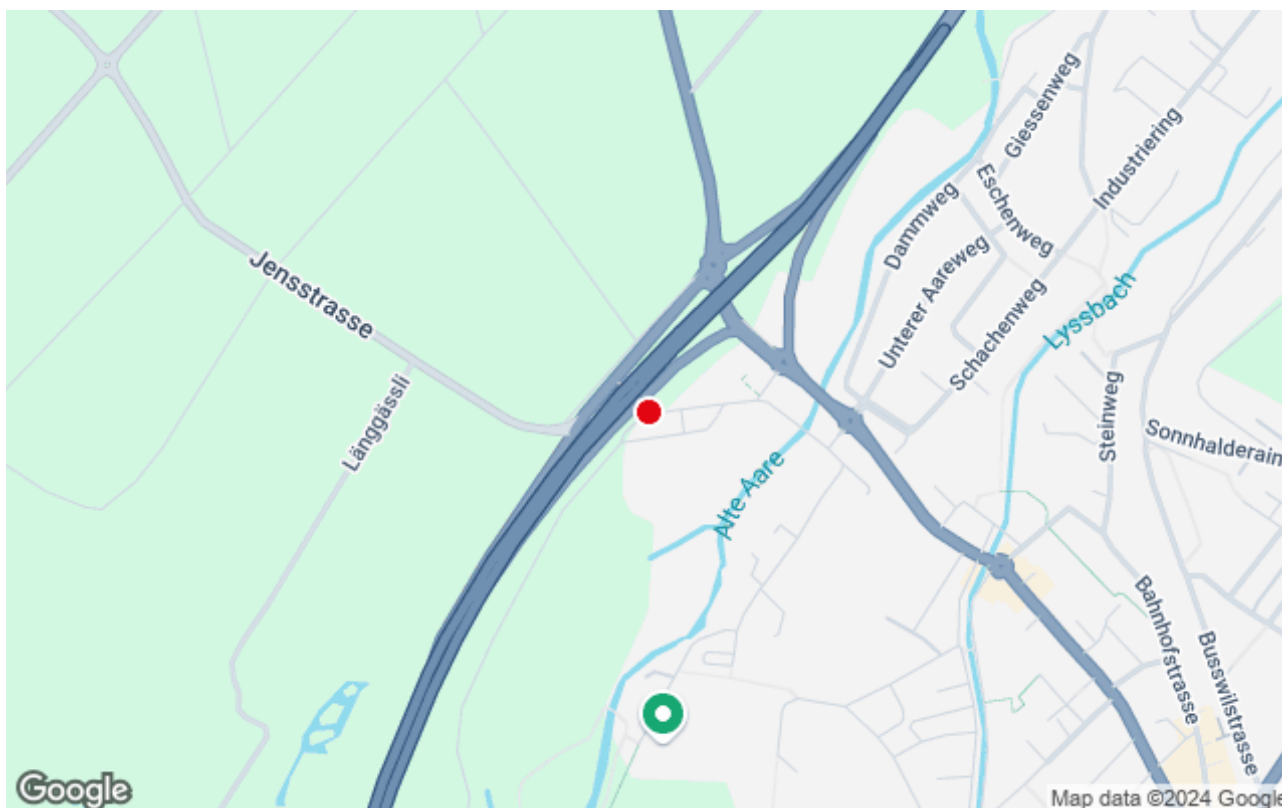 Giessenweg
Industriering
Eschenweg
Dammweg
Unterer Aareweg
Jensstrasse
Lyssbach
Schachenweg
Länggässli
Steinweg
Sonnhalderain
Alte Aare
Bahnhofstrasse
Busswilstrasse
Google
Map data ©2024 Google